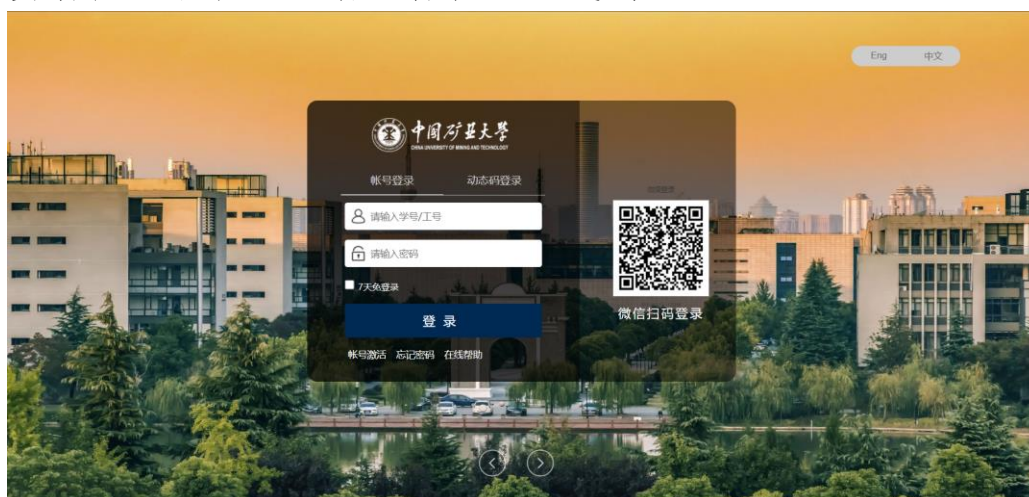 Eng 中文
中国矿业大学
CHINA UNIVERSITY OF MINING AND TECHNOLOGY
帐号登录 动态码登录
请输入学号/工号
请输入密码
7天免登录
登 录
微信扫码登录
帐号激活 忘记密码 在线帮助